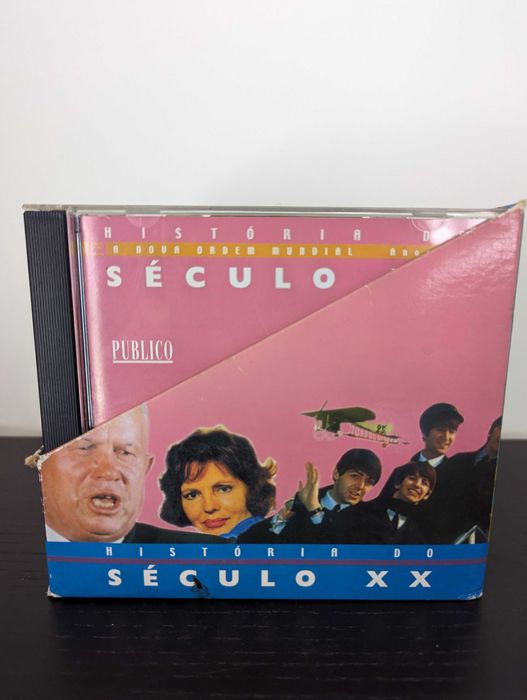 HISTÓRIA D
A NOVA ORDEM MUNDIAL
SÉCULO
PUBLICO
HISTÓRIA DO
SÉCULO XX